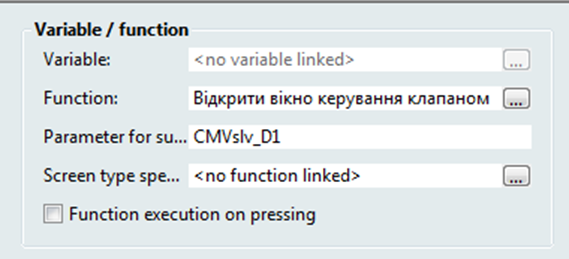 Variable / function
Variable: <no variable linked> ...
Function: Відкрити вікно керування клапаном ...
Parameter for su... CMVslv_D1
Screen type spe... <no function linked> ...
Function execution on pressing